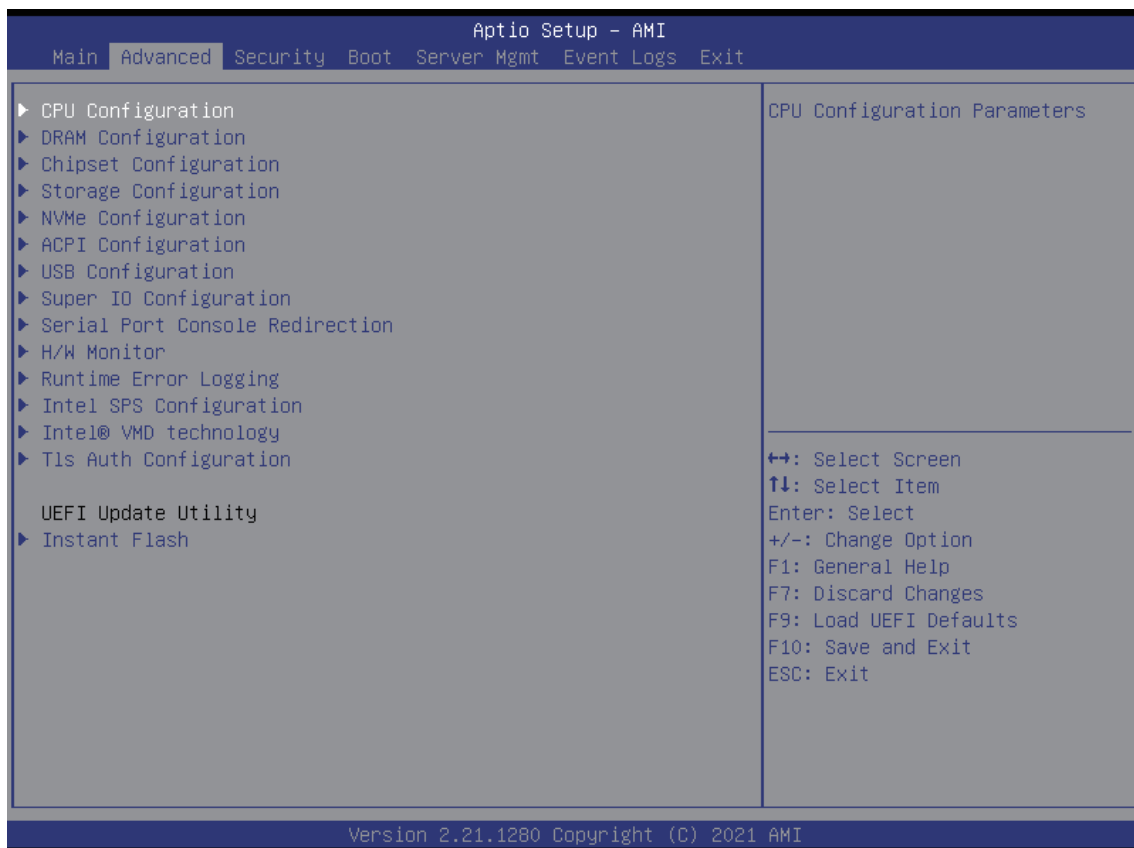 Aptio Setup - AMI
Main Advanced Security Boot Server Mgmt Event Logs Exit
▶ CPU Configuration
▶ DRAM Configuration
▶ Chipset Configuration
▶ Storage Configuration
▶ NVMe Configuration
▶ ACPI Configuration
▶ USB Configuration
▶ Super IO Configuration
▶ Serial Port Console Redirection
▶ H/W Monitor
▶ Runtime Error Logging
▶ Intel SPS Configuration
▶ Intel® VMD technology
▶ Tls Auth Configuration
UEFI Update Utility
▶ Instant Flash
CPU Configuration Parameters
↔: Select Screen
↑↓: Select Item
Enter: Select
+/-: Change Option
F1: General Help
F7: Discard Changes
F9: Load UEFI Defaults
F10: Save and Exit
ESC: Exit
Version 2.21.1280 Copyright (C) 2021 AMI